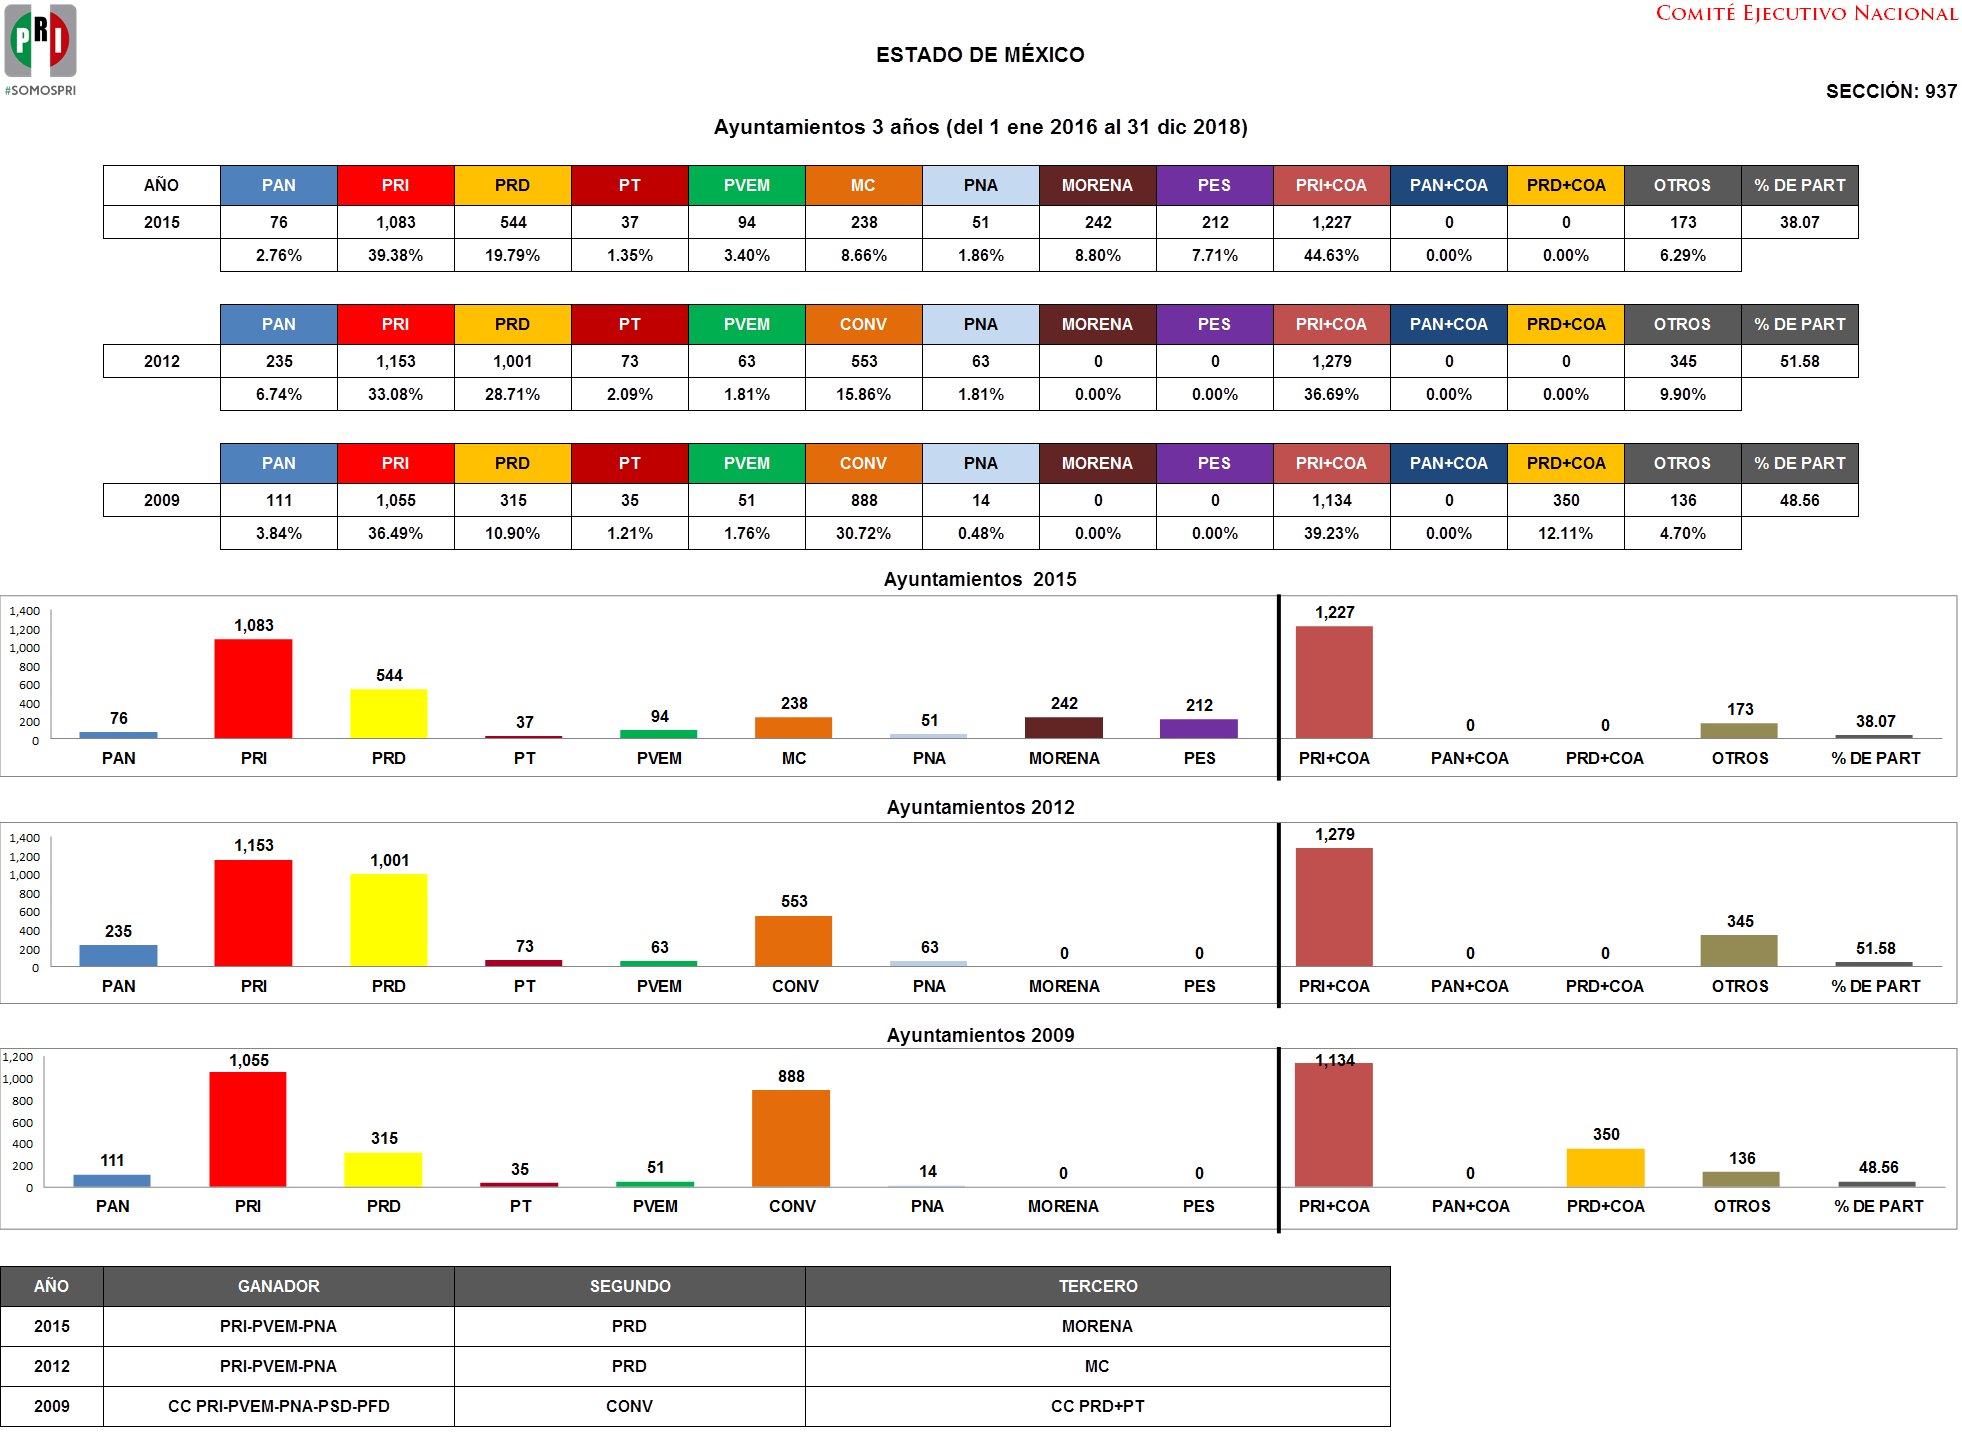 PRI
#SOMOSPRI
COMITÉ EJECUTIVO NACIONAL
ESTADO DE MÉXICO
SECCIÓN: 937
Ayuntamientos 3 años (del 1 ene 2016 al 31 dic 2018)
AÑO PAN PRI PRD PT PVEM MC PNA MORENA PES PRI+COA PAN+COA PRD+COA OTROS % DE PART
2015 76 1,083 544 37 94 238 51 242 212 1,227 0 0 173 38.07
2.76% 39.38% 19.79% 1.35% 3.40% 8.66% 1.86% 8.80% 7.71% 44.63% 0.00% 0.00% 6.29%
PAN PRI PRD PT PVEM CONV PNA MORENA PES PRI+COA PAN+COA PRD+COA OTROS % DE PART
2012 235 1,153 1,001 73 63 553 63 0 0 1,279 0 0 345 51.58
6.74% 33.08% 28.71% 2.09% 1.81% 15.86% 1.81% 0.00% 0.00% 36.69% 0.00% 0.00% 9.90%
PAN PRI PRD PT PVEM CONV PNA MORENA PES PRI+COA PAN+COA PRD+COA OTROS % DE PART
2009 111 1,055 315 35 51 888 14 0 0 1,134 0 350 136 48.56
3.84% 36.49% 10.90% 1.21% 1.76% 30.72% 0.48% 0.00% 0.00% 39.23% 0.00% 12.11% 4.70%
Ayuntamientos 2015
1,400
1,200
1,000
800
600
400
200
0
76 1,083 544 37 94 238 51 242 212 1,227 0 0 173 38.07
PAN PRI PRD PT PVEM MC PNA MORENA PES PRI+COA PAN+COA PRD+COA OTROS % DE PART
Ayuntamientos 2012
1,400
1,200
1,000
800
600
400
200
0
235 1,153 1,001 73 63 553 63 0 0 1,279 0 0 345 51.58
PAN PRI PRD PT PVEM CONV PNA MORENA PES PRI+COA PAN+COA PRD+COA OTROS % DE PART
Ayuntamientos 2009
1,200
1,000
800
600
400
200
0
111 1,055 315 35 51 888 14 0 0 1,134 0 350 136 48.56
PAN PRI PRD PT PVEM CONV PNA MORENA PES PRI+COA PAN+COA PRD+COA OTROS % DE PART
AÑO GANADOR SEGUNDO TERCERO
2015 PRI-PVEM-PNA PRD MORENA
2012 PRI-PVEM-PNA PRD MC
2009 CC PRI-PVEM-PNA-PSD-PFD CONV CC PRD+PT